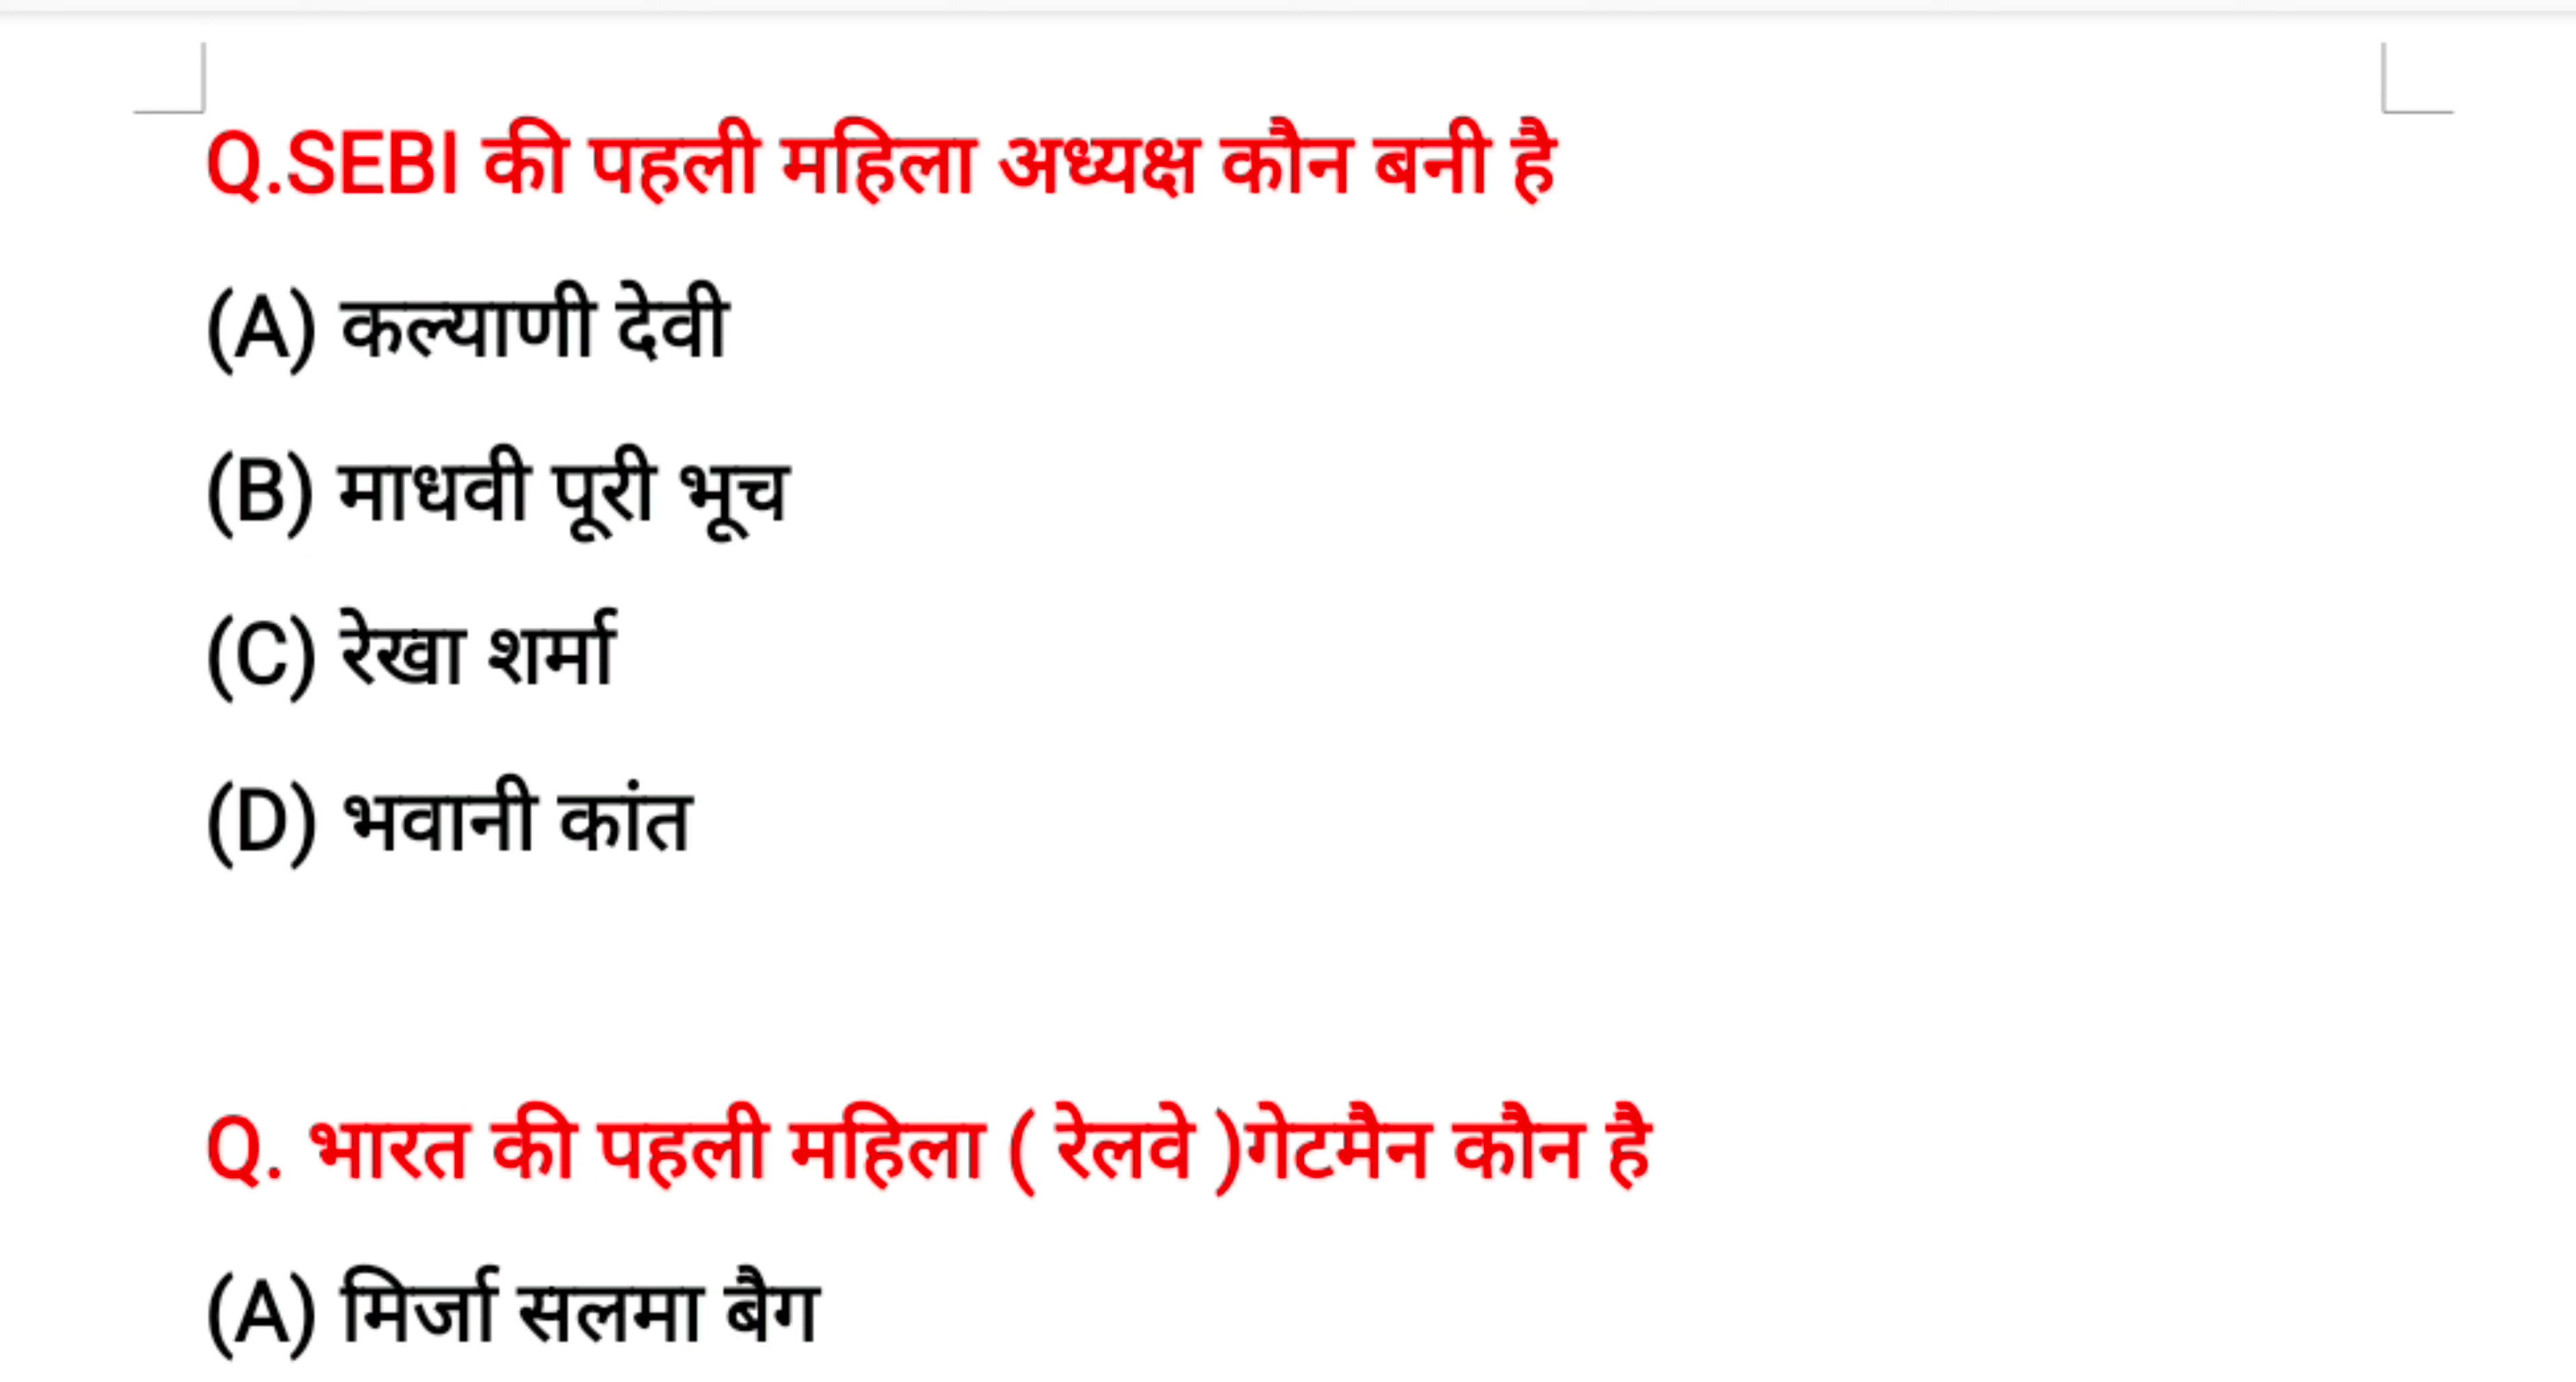 Q.SEBI की पहली महिला अध्यक्ष कौन बनी है
(A) कल्याणी देवी
(B) माधवी पूरी भूच
(C) रेखा शर्मा
(D) भवानी कांत
Q. भारत की पहली महिला ( रेलवे )गेटमैन कौन है
(A) मिर्जा सलमा बैग